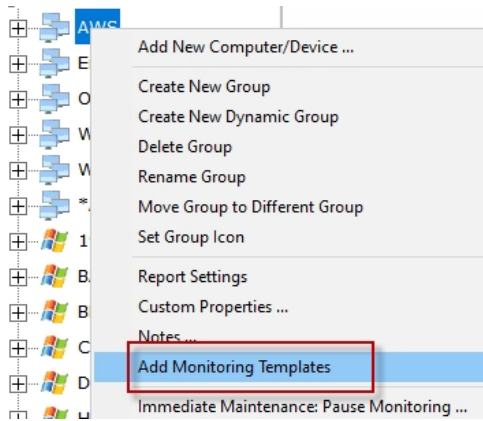 AWS
Add New Computer/Device ...
E
Create New Group
O
Create New Dynamic Group
W
Delete Group
W
Rename Group
*.
Move Group to Different Group
1
Set Group Icon
B
Report Settings
B
Custom Properties ...
Notes ...
C
Add Monitoring Templates
D
H
Immediate Maintenance: Pause Monitoring ...